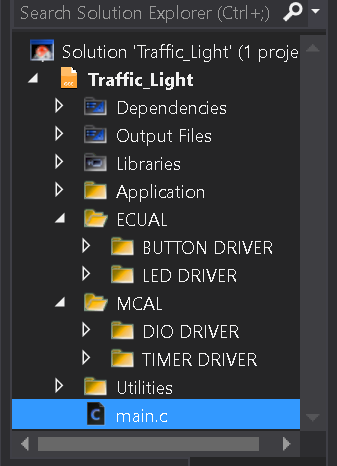 Search Solution Explorer (Ctrl+;)
Solution 'Traffic_Light' (1 proje
Traffic_Light
Dependencies
Output Files
Libraries
Application
ECUAL
BUTTON DRIVER
LED DRIVER
MCAL
DIO DRIVER
TIMER DRIVER
Utilities
main.c